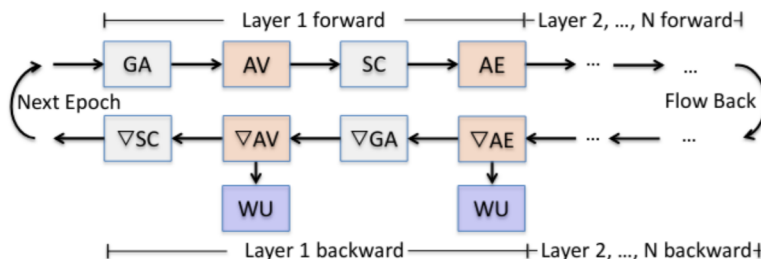 Layer 1 forward Layer 2, ..., N forward
GA AV SC AE ... ...
Next Epoch Flow Back
▽SC ▽AV ▽GA ▽AE ... ...
WU WU
Layer 1 backward Layer 2, ..., N backward